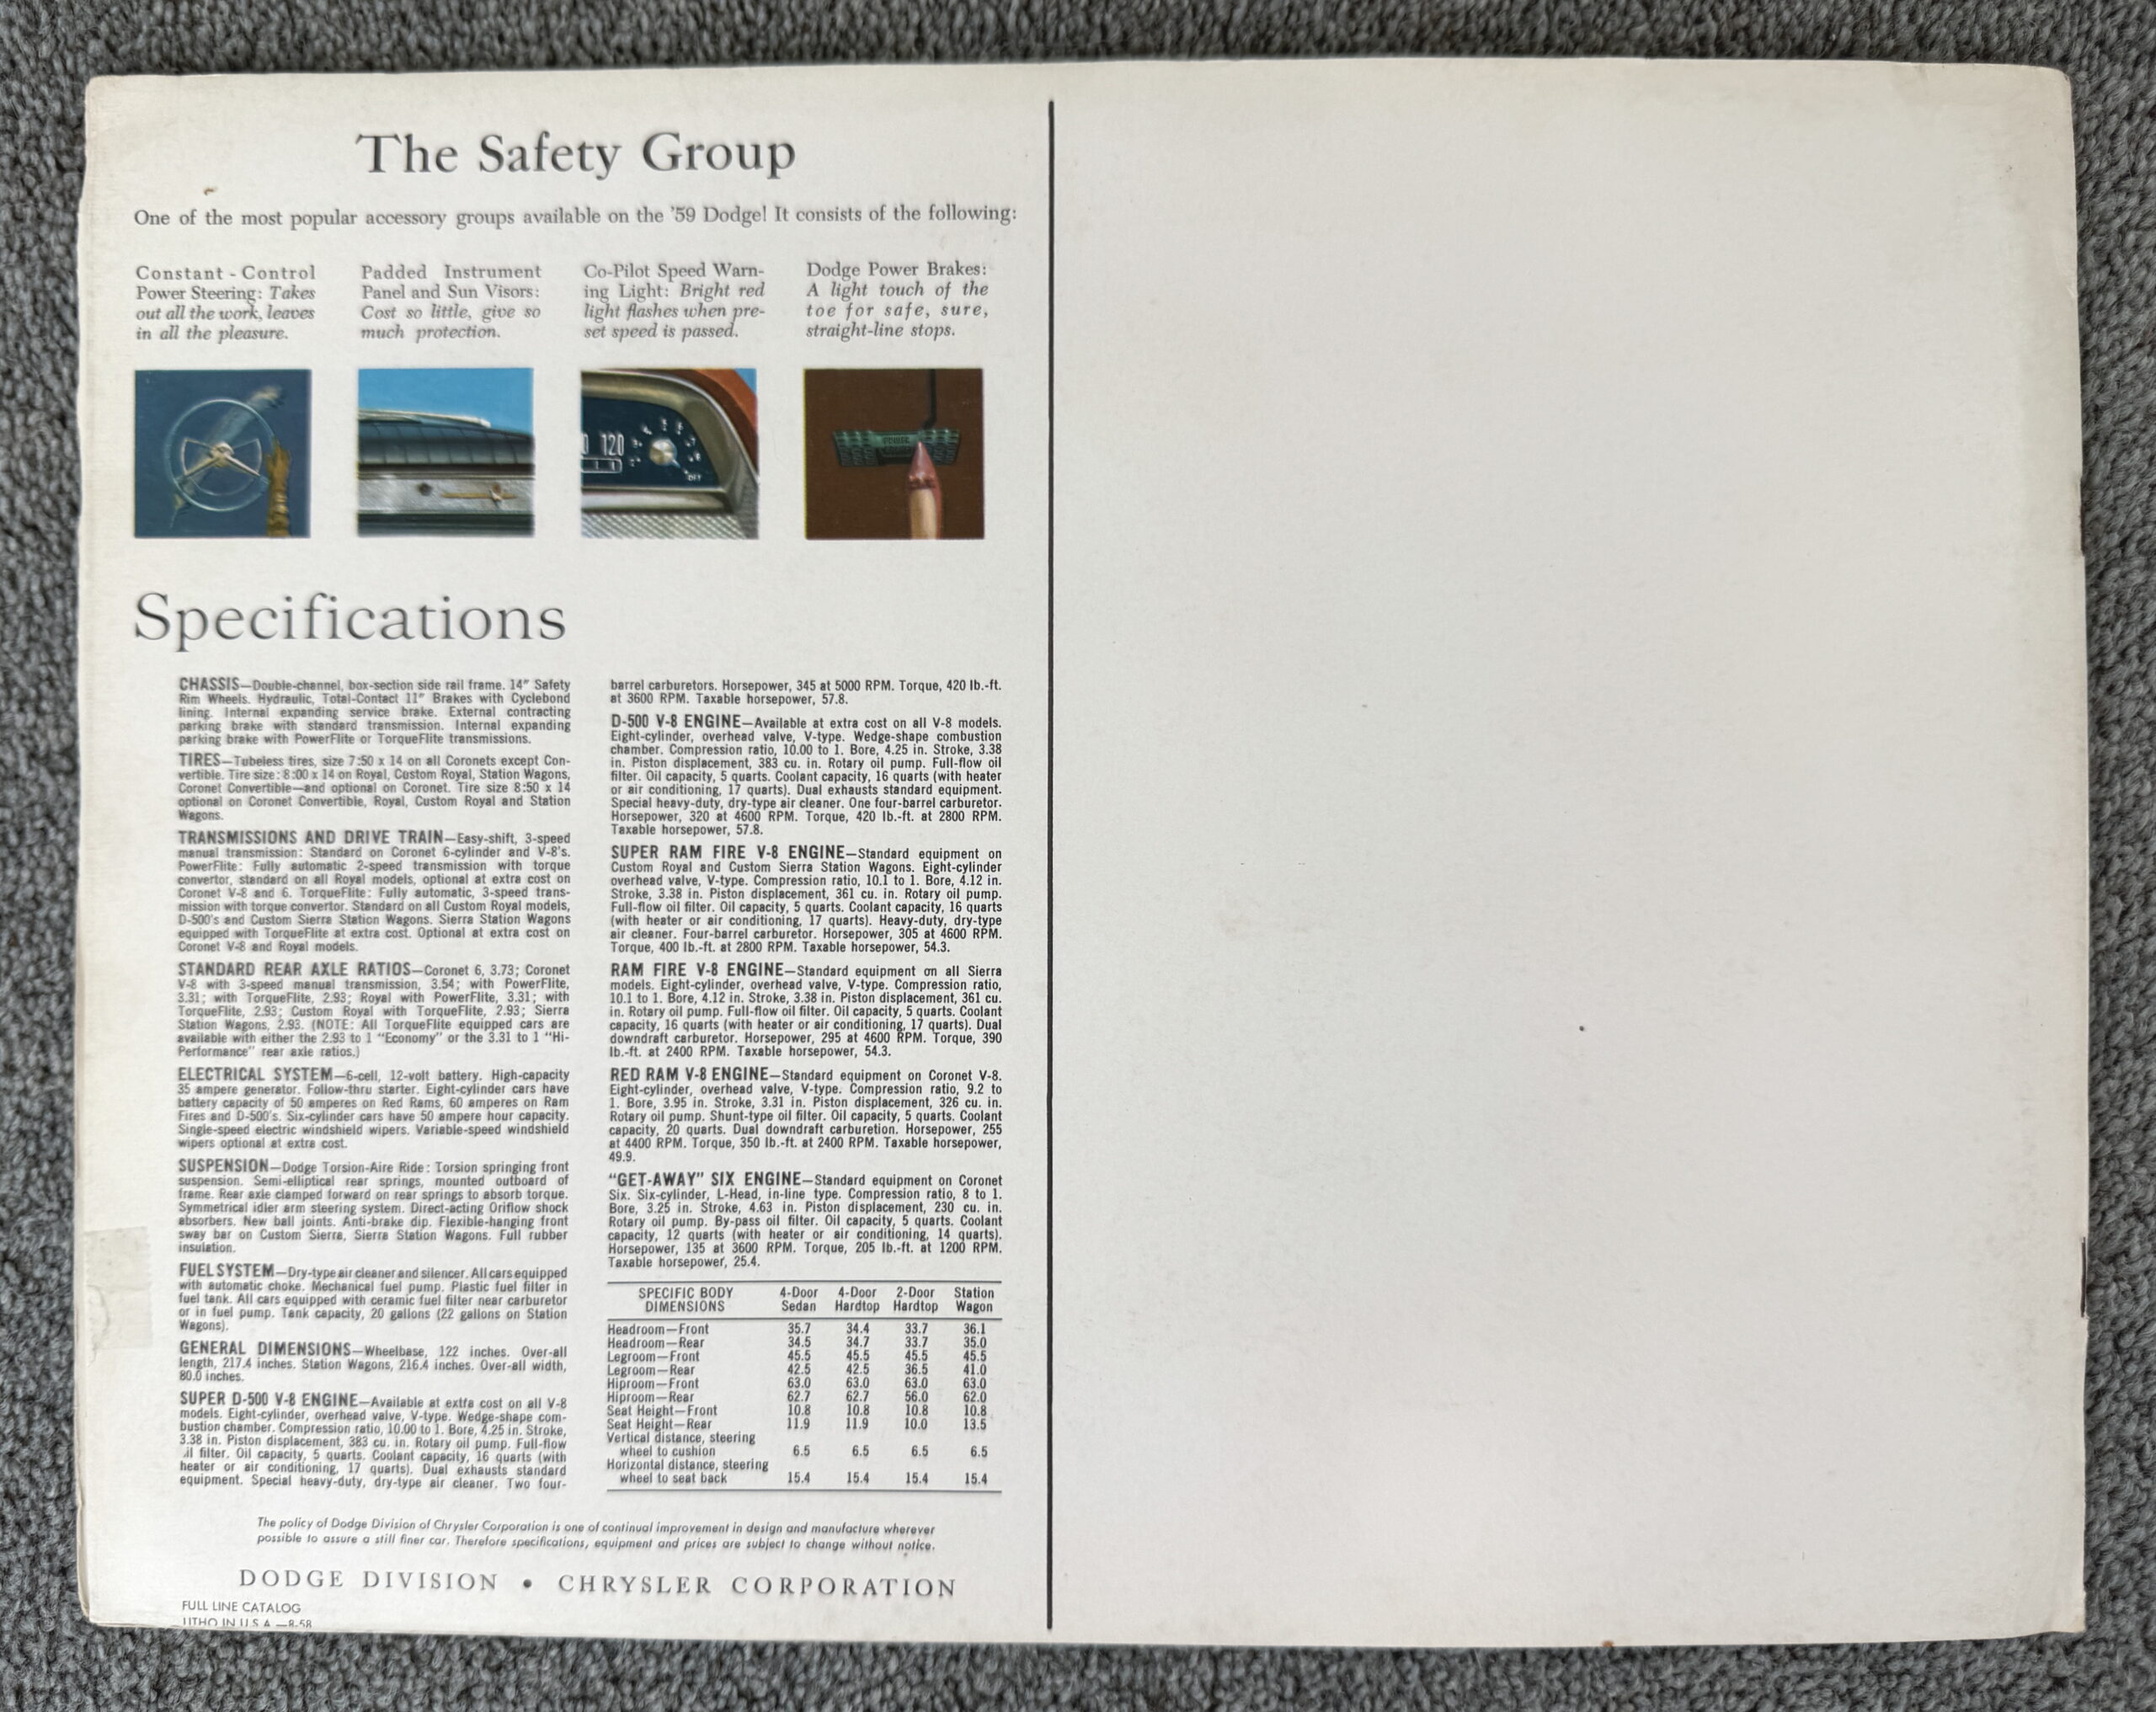 The Safety Group
One of the most popular accessory groups available on the '59 Dodge! It consists of the following:
Constant - Control
Power Steering: Takes
out all the work, leaves
in all the pleasure.
Padded Instrument
Panel and Sun Visors:
Cost so little, give so
much protection.
Co-Pilot Speed Warn-
ing Light: Bright red
light flashes when pre-
set speed is passed.
Dodge Power Brakes:
A light touch of the
toe for safe, sure,
straight-line stops.
120
OFF
POWER
Specifications
CHASSIS—Double-channel, box-section side rail frame. 14" Safety
Rim Wheels. Hydraulic, Total-Contact 11" Brakes with Cyclebond
lining. Internal expanding service brake. External contracting
parking brake with standard transmission. Internal expanding
parking brake with PowerFlite or TorqueFlite transmissions.
TIRES—Tubeless tires, size 7:50 x 14 on all Coronets except Con-
vertible. Tire size: 8:00 x 14 on Royal, Custom Royal, Station Wagons,
Coronet Convertible—and optional on Coronet. Tire size 8:50 x 14
optional on Coronet Convertible, Royal, Custom Royal and Station
Wagons.
TRANSMISSIONS AND DRIVE TRAIN—Easy-shift, 3-speed
manual transmission: Standard on Coronet 6-cylinder and V-8's.
PowerFlite: Fully automatic 2-speed transmission with torque
convertor, standard on all Royal models, optional at extra cost on
Coronet V-8 and 6. TorqueFlite: Fully automatic, 3-speed trans-
mission with torque convertor. Standard on all Custom Royal models,
D-500's and Custom Sierra Station Wagons. Sierra Station Wagons
equipped with TorqueFlite at extra cost. Optional at extra cost on
Coronet V-8 and Royal models.
STANDARD REAR AXLE RATIOS—Coronet 6, 3.73; Coronet
V-8 with 3-speed manual transmission, 3.54; with PowerFlite,
3.31; with TorqueFlite, 2.93; Royal with PowerFlite, 3.31; with
TorqueFlite, 2.93; Custom Royal with TorqueFlite, 2.93; Sierra
Station Wagons, 2.93. (NOTE: All TorqueFlite equipped cars are
available with either the 2.93 to 1 "Economy" or the 3.31 to 1 "Hi-
Performance" rear axle ratios.)
ELECTRICAL SYSTEM—6-cell, 12-volt battery. High-capacity
35 ampere generator. Follow-thru starter. Eight-cylinder cars have
battery capacity of 50 amperes on Red Rams, 60 amperes on Ram
Fires and D-500's. Six-cylinder cars have 50 ampere hour capacity.
Single-speed electric windshield wipers. Variable-speed windshield
wipers optional at extra cost.
SUSPENSION—Dodge Torsion-Aire Ride: Torsion springing front
suspension. Semi-elliptical rear springs, mounted outboard of
frame. Rear axle clamped forward on rear springs to absorb torque.
Symmetrical idler arm steering system. Direct-acting Oriflow shock
absorbers. New ball joints. Anti-brake dip. Flexible-hanging front
sway bar on Custom Sierra, Sierra Station Wagons. Full rubber
insulation.
FUEL SYSTEM—Dry-type air cleaner and silencer. All cars equipped
with automatic choke. Mechanical fuel pump. Plastic fuel filter in
fuel tank. All cars equipped with ceramic fuel filter near carburetor
or in fuel pump. Tank capacity, 20 gallons (22 gallons on Station
Wagons).
GENERAL DIMENSIONS—Wheelbase, 122 inches. Over-all
length, 217.4 inches. Station Wagons, 216.4 inches. Over-all width,
80.0 inches.
SUPER D-500 V-8 ENGINE—Available at extra cost on all V-8
models. Eight-cylinder, overhead valve, V-type. Wedge-shape com-
bustion chamber. Compression ratio, 10.00 to 1. Bore, 4.25 in. Stroke,
3.38 in. Piston displacement, 383 cu. in. Rotary oil pump. Full-flow
il filter. Oil capacity, 5 quarts. Coolant capacity, 16 quarts (with
heater or air conditioning, 17 quarts). Dual exhausts standard
equipment. Special heavy-duty, dry-type air cleaner. Two four-
barrel carburetors. Horsepower, 345 at 5000 RPM. Torque, 420 lb.-ft.
at 3600 RPM. Taxable horsepower, 57.8.
D-500 V-8 ENGINE—Available at extra cost on all V-8 models.
Eight-cylinder, overhead valve, V-type. Wedge-shape combustion
chamber. Compression ratio, 10.00 to 1. Bore, 4.25 in. Stroke, 3.38
in. Piston displacement, 383 cu. in. Rotary oil pump. Full-flow oil
filter. Oil capacity, 5 quarts. Coolant capacity, 16 quarts (with heater
or air conditioning, 17 quarts). Dual exhausts standard equipment.
Special heavy-duty, dry-type air cleaner. One four-barrel carburetor.
Horsepower, 320 at 4600 RPM. Torque, 420 lb.-ft. at 2800 RPM.
Taxable horsepower, 57.8.
SUPER RAM FIRE V-8 ENGINE—Standard equipment on
Custom Royal and Custom Sierra Station Wagons. Eight-cylinder
overhead valve, V-type. Compression ratio, 10.1 to 1. Bore, 4.12 in.
Stroke, 3.38 in. Piston displacement, 361 cu. in. Rotary oil pump.
Full-flow oil filter. Oil capacity, 5 quarts. Coolant capacity, 16 quarts
(with heater or air conditioning, 17 quarts). Heavy-duty, dry-type
air cleaner. Four-barrel carburetor. Horsepower, 305 at 4600 RPM.
Torque, 400 lb.-ft. at 2800 RPM. Taxable horsepower, 54.3.
RAM FIRE V-8 ENGINE—Standard equipment on all Sierra
models. Eight-cylinder, overhead valve, V-type. Compression ratio,
10.1 to 1. Bore, 4.12 in. Stroke, 3.38 in. Piston displacement, 361 cu.
in. Rotary oil pump. Full-flow oil filter. Oil capacity, 5 quarts. Coolant
capacity, 16 quarts (with heater or air conditioning, 17 quarts). Dual
downdraft carburetor. Horsepower, 295 at 4600 RPM. Torque, 390
lb.-ft. at 2400 RPM. Taxable horsepower, 54.3.
RED RAM V-8 ENGINE—Standard equipment on Coronet V-8.
Eight-cylinder, overhead valve, V-type. Compression ratio, 9.2 to
1. Bore, 3.95 in. Stroke, 3.31 in. Piston displacement, 326 cu. in.
Rotary oil pump. Shunt-type oil filter. Oil capacity, 5 quarts. Coolant
capacity, 20 quarts. Dual downdraft carburetion. Horsepower, 255
at 4400 RPM. Torque, 350 lb.-ft. at 2400 RPM. Taxable horsepower,
49.9.
"GET-AWAY" SIX ENGINE—Standard equipment on Coronet
Six. Six-cylinder, L-Head, in-line type. Compression ratio, 8 to 1.
Bore, 3.25 in. Stroke, 4.63 in. Piston displacement, 230 cu. in.
Rotary oil pump. By-pass oil filter. Oil capacity, 5 quarts. Coolant
capacity, 12 quarts (with heater or air conditioning, 14 quarts).
Horsepower, 135 at 3600 RPM. Torque, 205 lb.-ft. at 1200 RPM.
Taxable horsepower, 25.4.
SPECIFIC BODY 4-Door 4-Door 2-Door Station
DIMENSIONS Sedan Hardtop Hardtop Wagon
Headroom—Front 35.7 34.4 33.7 36.1
Headroom—Rear 34.5 34.7 33.7 35.0
Legroom—Front 45.5 45.5 45.5 45.5
Legroom—Rear 42.5 42.5 36.5 41.0
Hiproom—Front 63.0 63.0 63.0 63.0
Hiproom—Rear 62.7 62.7 56.0 62.0
Seat Height—Front 10.8 10.8 10.8 10.8
Seat Height—Rear 11.9 11.9 10.0 13.5
Vertical distance, steering
wheel to cushion 6.5 6.5 6.5 6.5
Horizontal distance, steering
wheel to seat back 15.4 15.4 15.4 15.4
The policy of Dodge Division of Chrysler Corporation is one of continual improvement in design and manufacture wherever
possible to assure a still finer car. Therefore specifications, equipment and prices are subject to change without notice.
DODGE DIVISION • CHRYSLER CORPORATION
FULL LINE CATALOG
LITHO IN U.S.A.—8-58